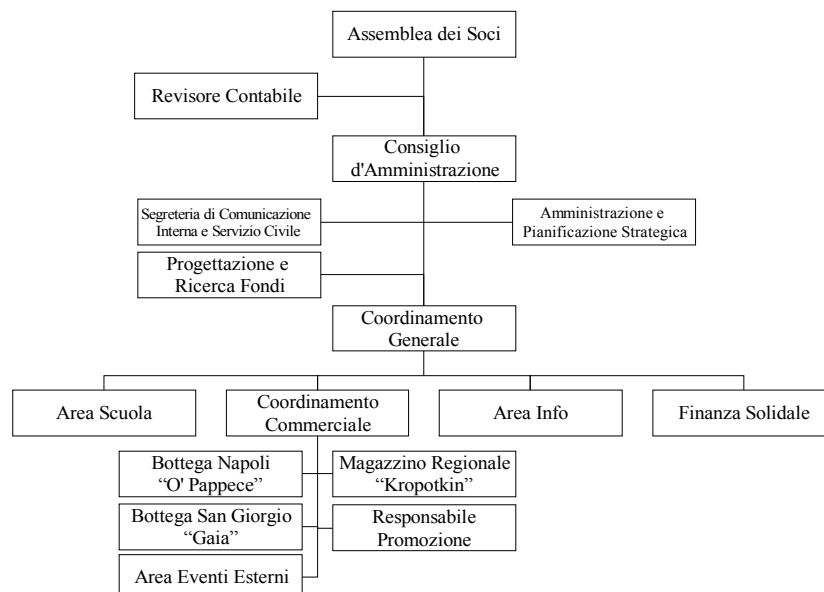 Assemblea dei Soci
Revisore Contabile
Consiglio
d'Amministrazione
Segreteria di Comunicazione
Interna e Servizio Civile
Amministrazione e
Pianificazione Strategica
Progettazione e
Ricerca Fondi
Coordinamento
Generale
Area Scuola
Coordinamento
Commerciale
Area Info
Finanza Solidale
Bottega Napoli
“O' Pappece”
Magazzino Regionale
“Kropotkin”
Bottega San Giorgio
“Gaia”
Responsabile
Promozione
Area Eventi Esterni